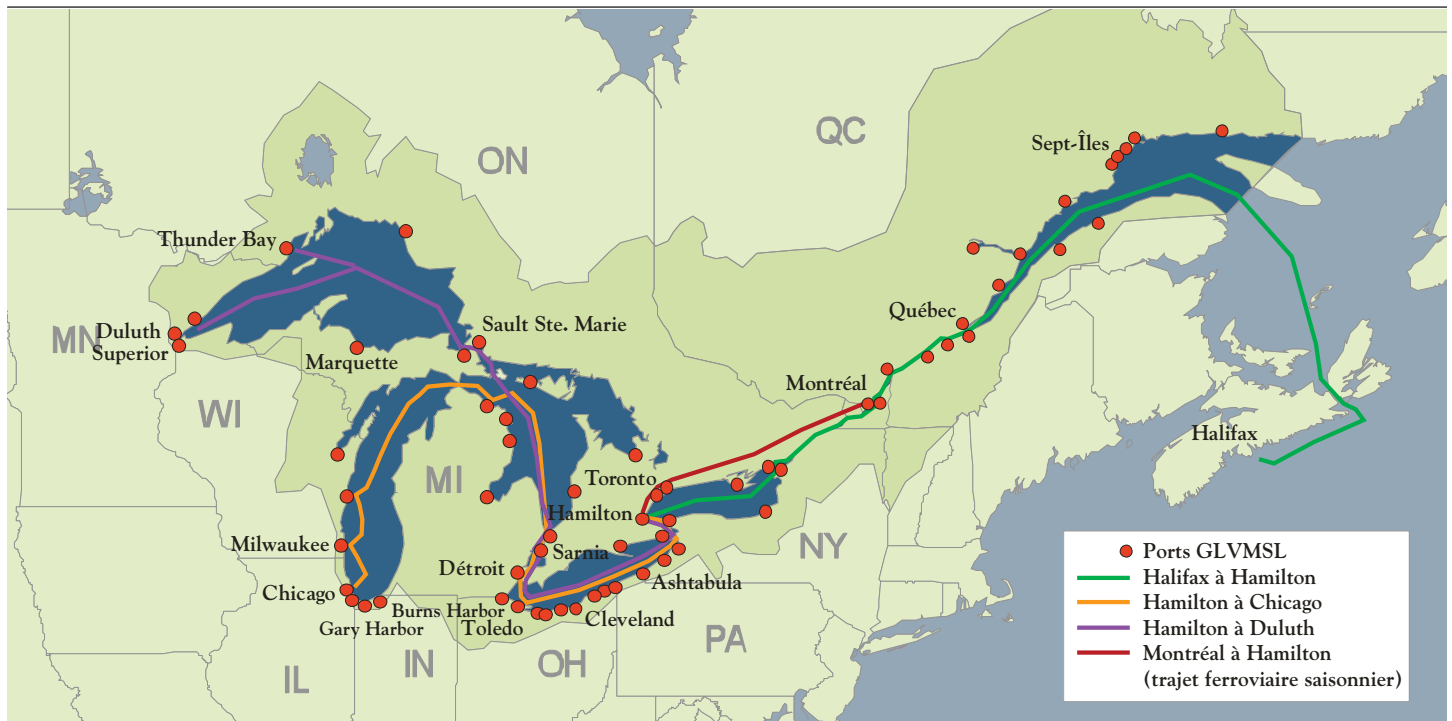 ON
QC
Sept-Îles
Thunder Bay
Québec
Duluth
Superior
MN
Sault Ste. Marie
Marquette
Montréal
WI
MI
Toronto
Halifax
Hamilton
Milwaukee
Sarnia
NY
Détroit
Ashtabula
Chicago
Burns Harbor
Gary Harbor
Toledo
Cleveland
PA
IN
OH
IL
Ports GLVMSL
Halifax à Hamilton
Hamilton à Chicago
Hamilton à Duluth
Montréal à Hamilton
(trajet ferroviaire saisonnier)